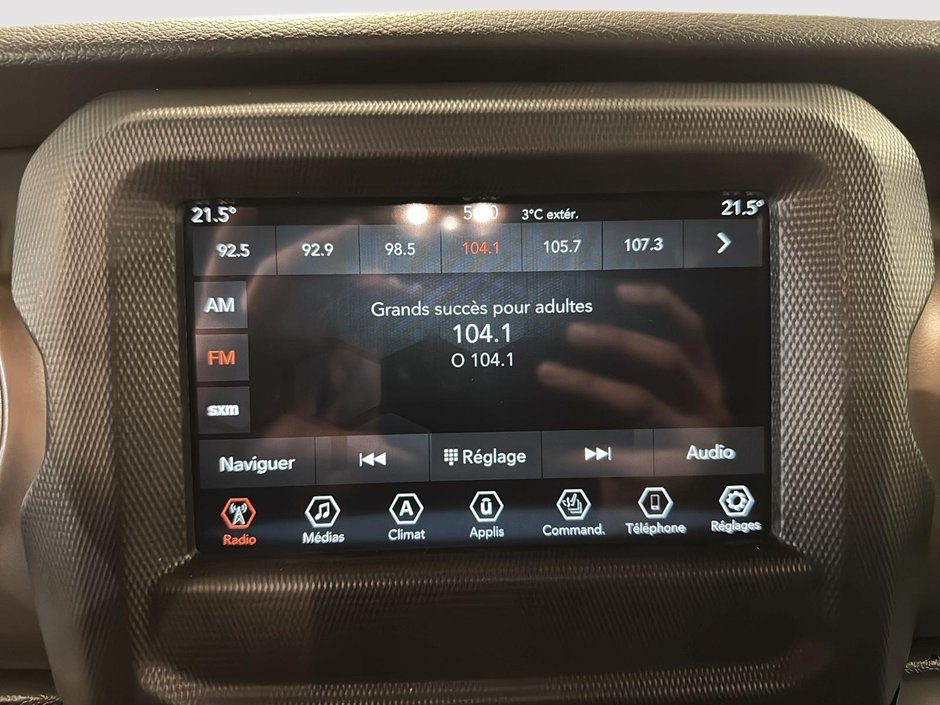 21.5° 3°C extér. 21.5°
92.5 92.9 98.5 104.1 105.7 107.3
AM
Grands succès pour adultes
104.1
FM
O 104.1
sxm
Naviguer Réglage Audio
A ū
Radio Médias Climat Applis Command. Téléphone Réglages